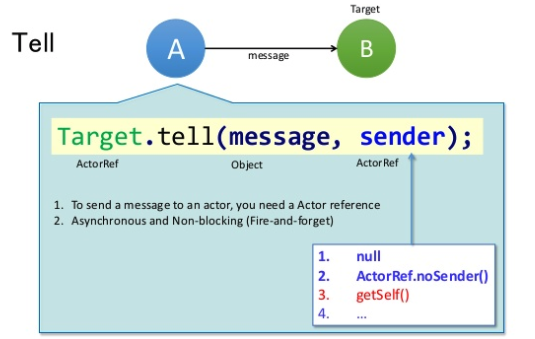 Target
Tell
A
B
message
Target.tell(message, sender);
ActorRef
Object
ActorRef
1. To send a message to an actor, you need a Actor reference
2. Asynchronous and Non-blocking (Fire-and-forget)
1. null
2. ActorRef.noSender()
3. getSelf()
4. ...